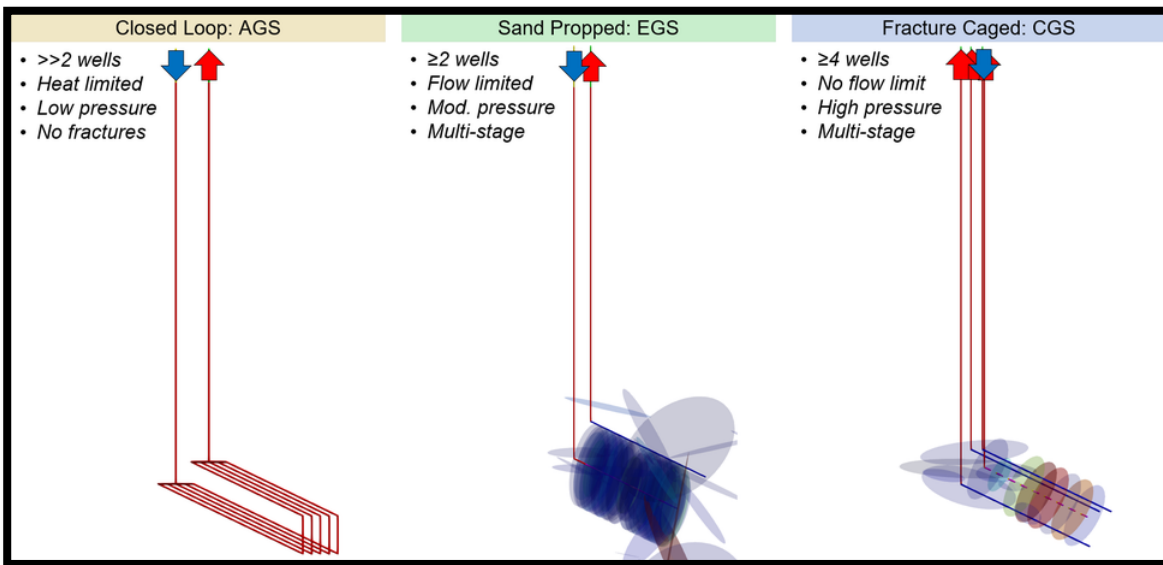 Closed Loop: AGS
• >>2 wells
• Heat limited
• Low pressure
• No fractures
Sand Propped: EGS
• ≥2 wells
• Flow limited
• Mod. pressure
• Multi-stage
Fracture Caged: CGS
• ≥4 wells
• No flow limit
• High pressure
• Multi-stage